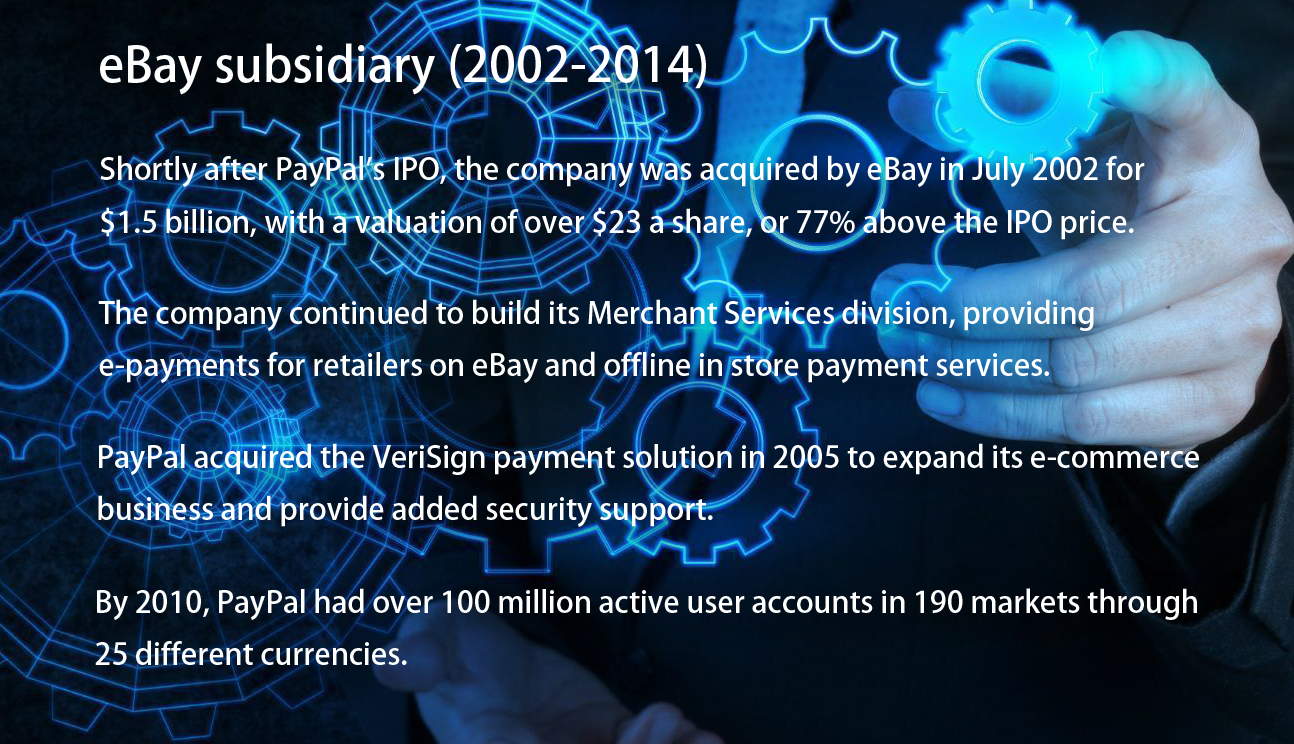 eBay subsidiary (2002-2014)
Shortly after PayPal's IPO, the company was acquired by eBay in July 2002 for
$1.5 billion, with a valuation of over $23 a share, or 77% above the IPO price.
The company continued to build its Merchant Services division, providing
e-payments for retailers on eBay and offline in store payment services.
PayPal acquired the VeriSign payment solution in 2005 to expand its e-commerce
business and provide added security support.
By 2010, PayPal had over 100 million active user accounts in 190 markets through
25 different currencies.